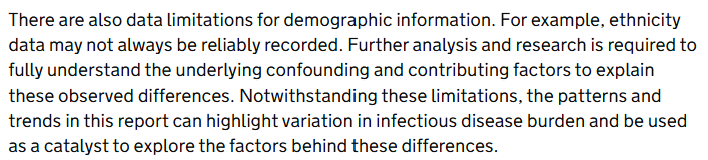 There are also data limitations for demographic information. For example, ethnicity
data may not always be reliably recorded. Further analysis and research is required to
fully understand the underlying confounding and contributing factors to explain
these observed differences. Notwithstanding these limitations, the patterns and
trends in this report can highlight variation in infectious disease burden and be used
as a catalyst to explore the factors behind these differences.